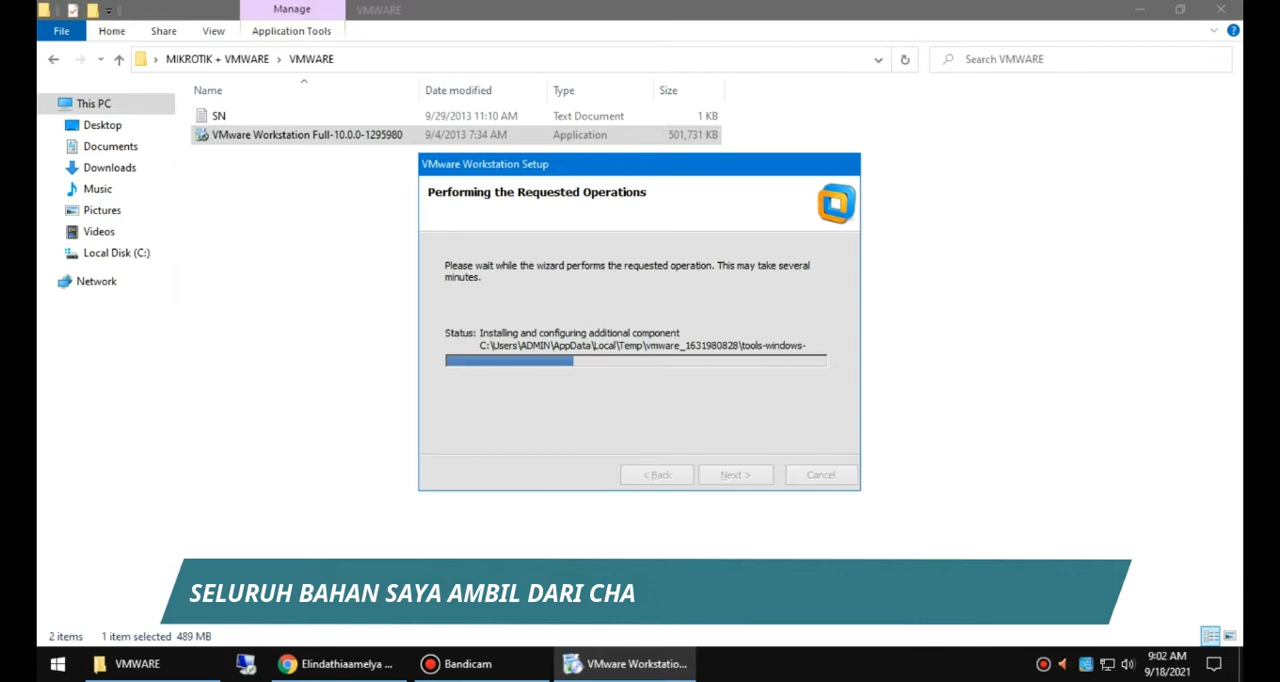 Manage
VMWARE
File
Home
Share
View
Application Tools
MIKROTIK + VMWARE > VMWARE
Search VMWARE
Name
Date modified
Type
Size
This PC
Desktop
Documents
Downloads
Music
Pictures
Videos
Local Disk (C:)
Network
SN
9/29/2013 11:10 AM
Text Document
1 KB
VMware Workstation Full-10.0.0-1295980
9/4/2013 7:34 AM
Application
501,731 KB
VMware Workstation Setup
Performing the Requested Operations
Please wait while the wizard performs the requested operation. This may take several
minutes.
Status: Installing and configuring additional component
C:\Users\ADMIN\AppData\Local\Temp\vmware_1631980828\tools-windows-
< Back
Next >
Cancel
SELURUH BAHAN SAYA AMBIL DARI CHA
2 items
1 item selected 489 MB
VMWARE
Elindathiaamelya ...
Bandicam
VMware Workstatio...
9:02 AM
9/18/2021